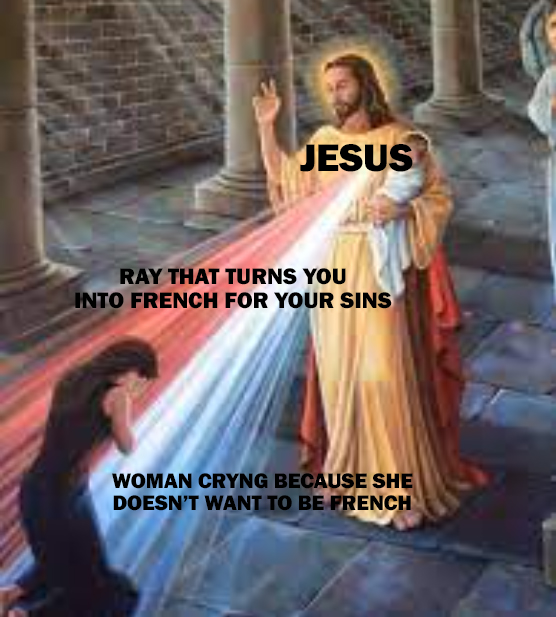 JESUS
RAY THAT TURNS YOU
INTO FRENCH FOR YOUR SINS
WOMAN CRYNG BECAUSE SHE
DOESN'T WANT TO BE FRENCH